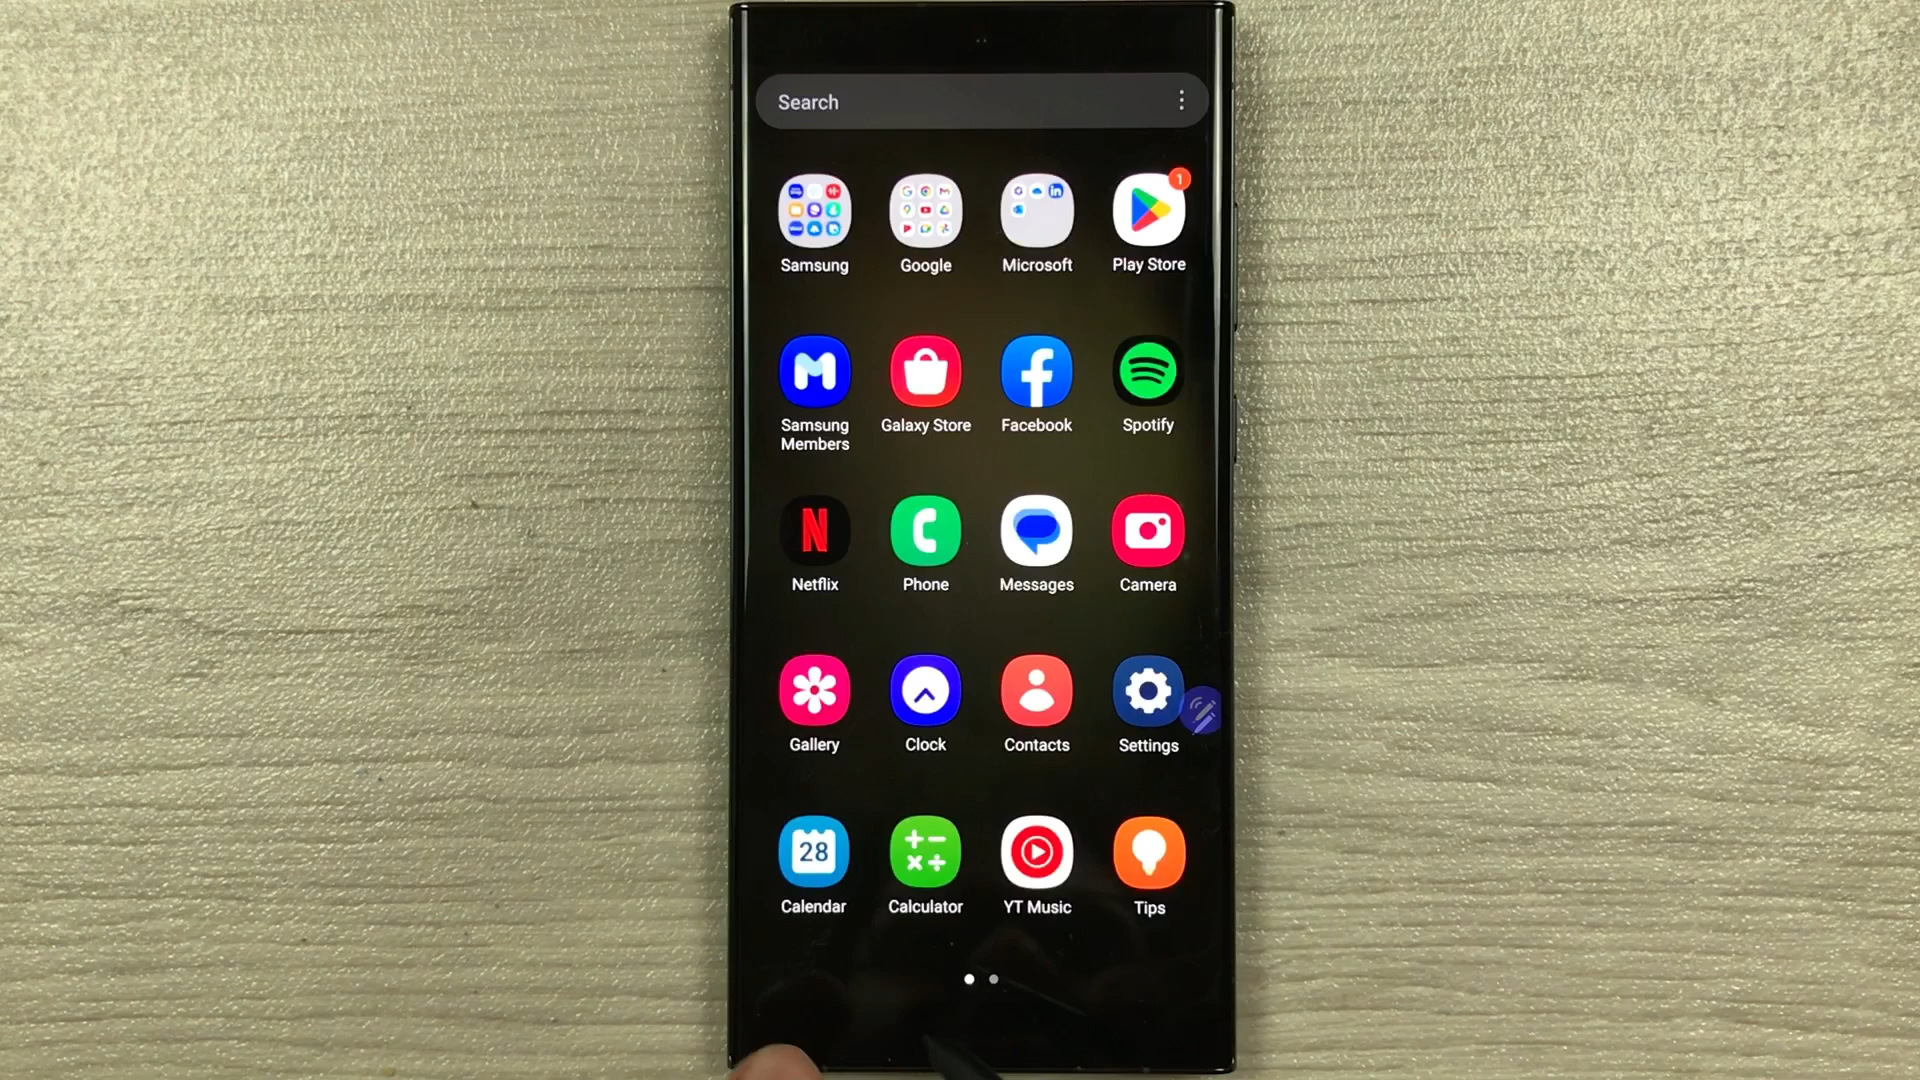 Search
1
Samsung
Google
Microsoft
Play Store
Samsung
Members
Galaxy Store
Facebook
Spotify
N
Netflix
Phone
Messages
Camera
Gallery
Clock
Contacts
Settings
28
Calendar
Calculator
YT Music
Tips